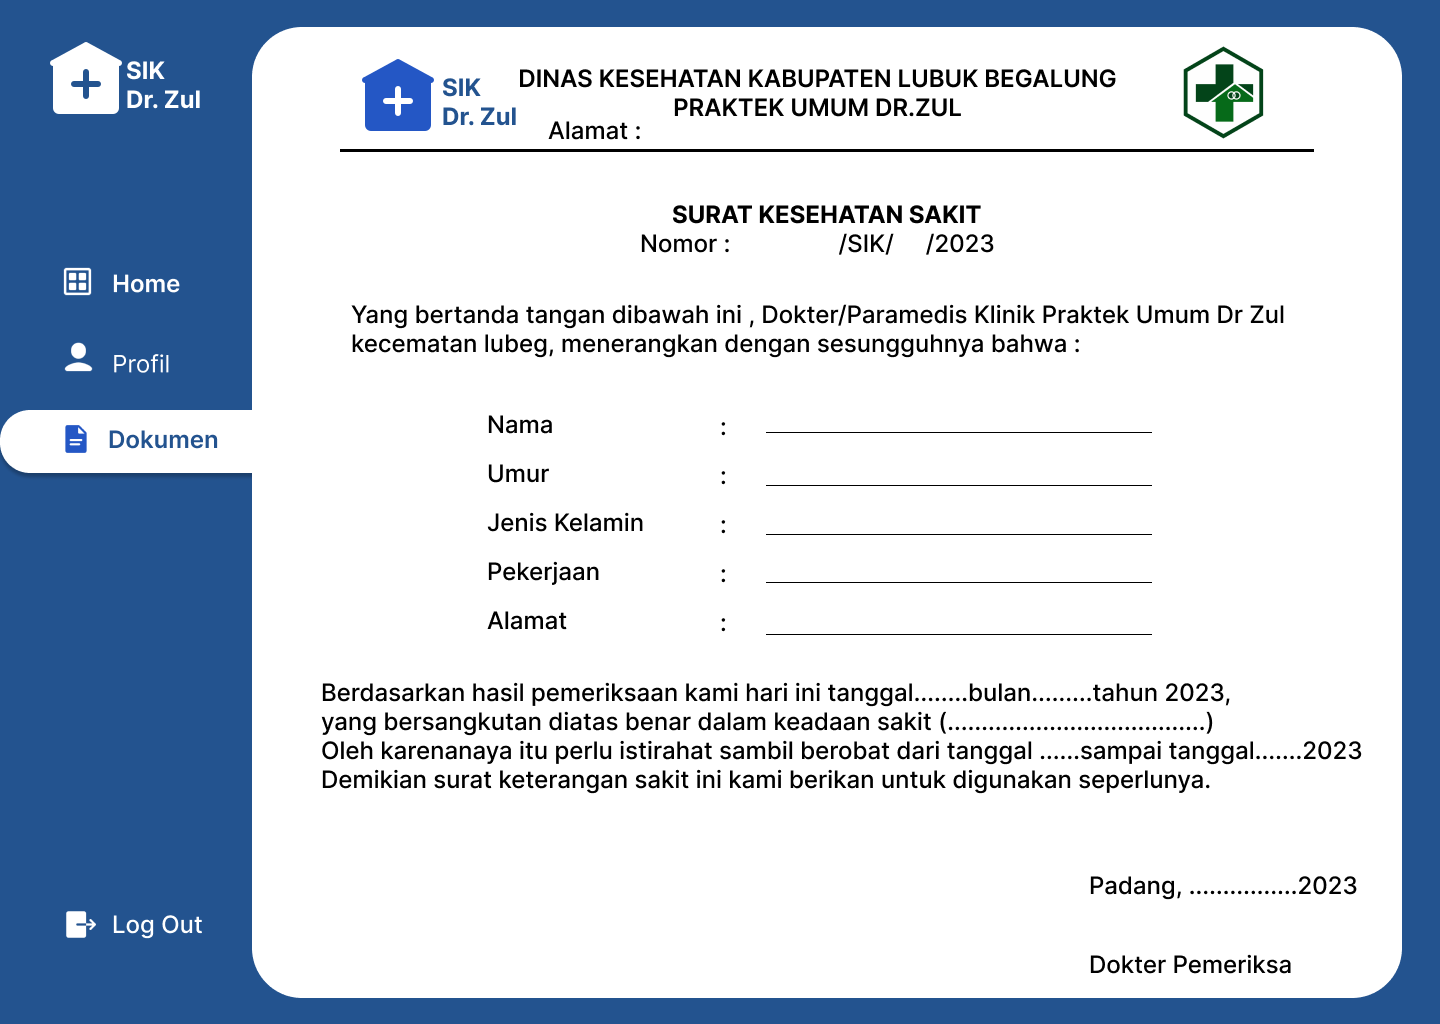 SIK
Dr. Zul
Home
Profil
Dokumen
Log Out
SIK
Dr. Zul
DINAS KESEHATAN KABUPATEN LUBUK BEGALUNG
PRAKTEK UMUM DR.ZUL
Alamat :
SURAT KESEHATAN SAKIT
Nomor : /SIK/ /2023
Yang bertanda tangan dibawah ini , Dokter/Paramedis Klinik Praktek Umum Dr Zul
kecematan lubeg, menerangkan dengan sesungguhnya bahwa :
Nama :
Umur :
Jenis Kelamin :
Pekerjaan :
Alamat :
Berdasarkan hasil pemeriksaan kami hari ini tanggal........bulan.........tahun 2023,
yang bersangkutan diatas benar dalam keadaan sakit (......................................)
Oleh karenanaya itu perlu istirahat sambil berobat dari tanggal ......sampai tanggal.......2023
Demikian surat keterangan sakit ini kami berikan untuk digunakan seperlunya.
Padang, ................2023
Dokter Pemeriksa